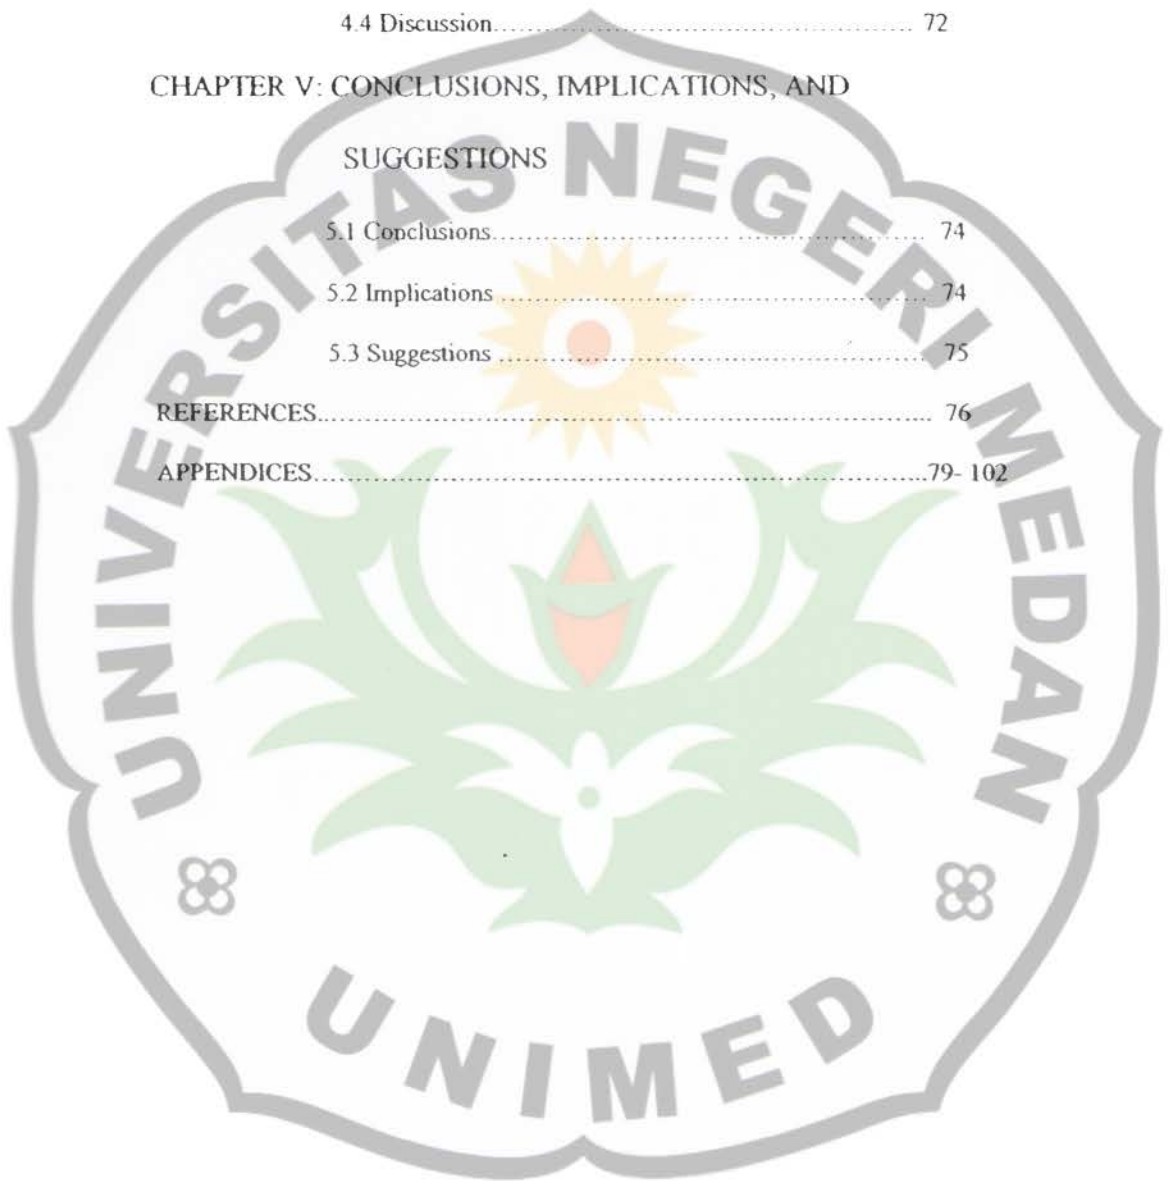 4.4 Discussion................................................ 72
CHAPTER V: CONCLUSIONS, IMPLICATIONS, AND
SUGGESTIONS
5.1 Conclusions................................................ 74
5.2 Implications................................................ 74
5.3 Suggestions................................................ 75
REFERENCES................................................ 76
APPENDICES................................................79- 102
UNIVERSITAS NEGERI MEDAN
UNIMED